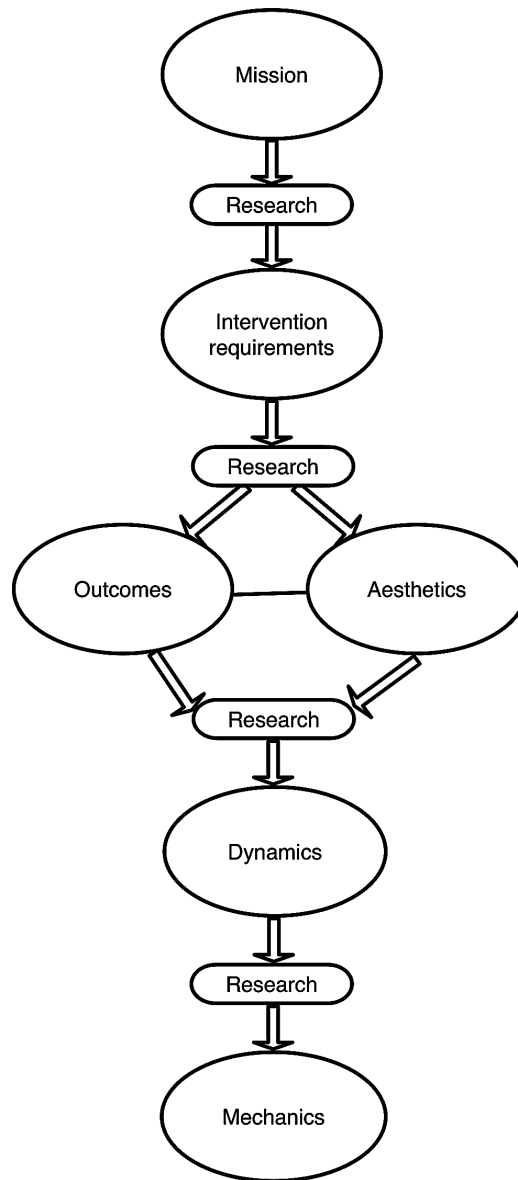 Mission
Research
Intervention
requirements
Research
Outcomes
Aesthetics
Research
Dynamics
Research
Mechanics